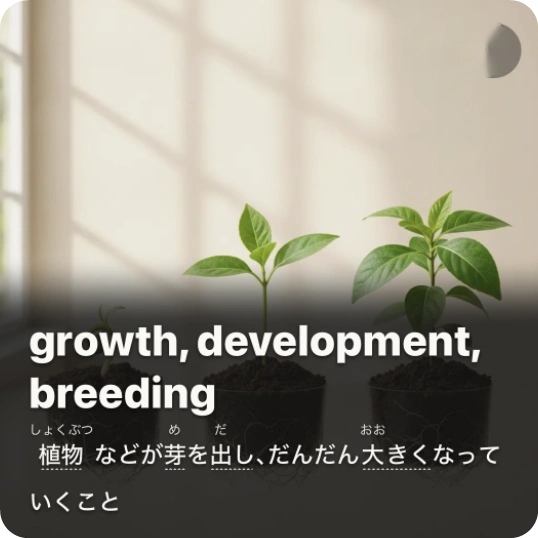 growth, development,
breeding
しょくぶつ め だ おお
植物 などが芽を出し、だんだん大きくなって
いくこと